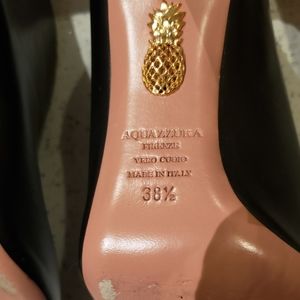 AQUAZZURA
FIRENZE
VERO CUOIO
MADE IN ITALY
38½